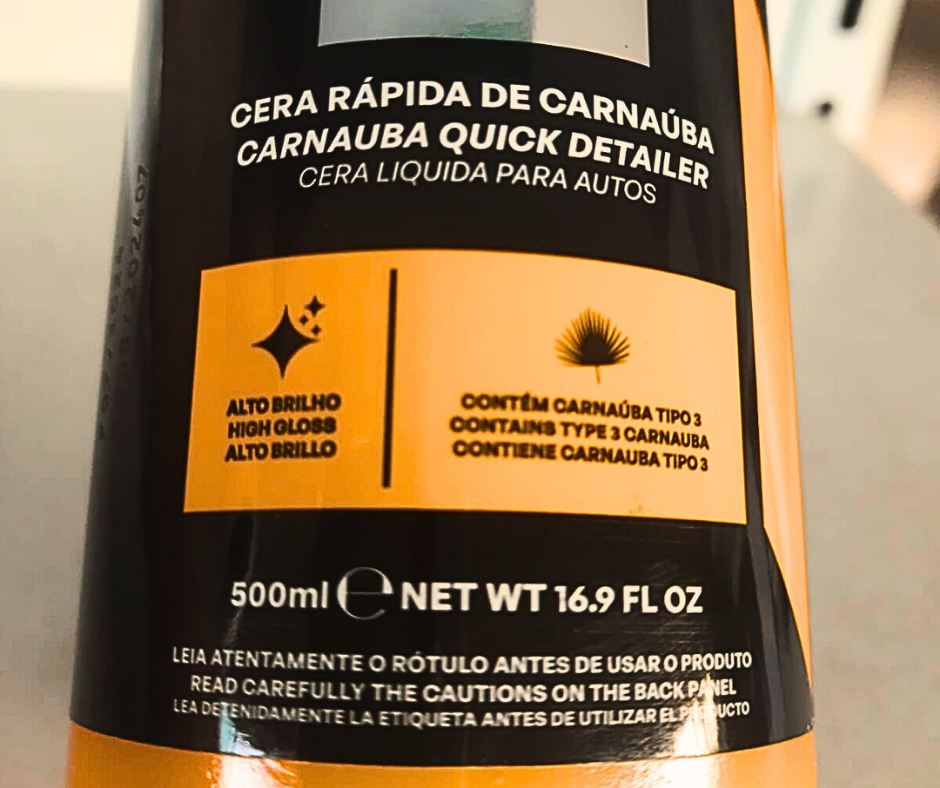 CERA RÁPIDA DE CARNAÚBA
CARNAUBA QUICK DETAILER
CERA LIQUIDA PARA AUTOS
ALTO BRILHO
HIGH GLOSS
ALTO BRILLO
CONTÉM CARNAÚBA TIPO 3
CONTAINS TYPE 3 CARNAUBA
CONTIENE CARNAUBA TIPO 3
500ml e NET WT 16.9 FL OZ
LEIA ATENTAMENTE O RÓTULO ANTES DE USAR O PRODUTO
READ CAREFULLY THE CAUTIONS ON THE BACK PANEL
LEA DETENIDAMENTE LA ETIQUETA ANTES DE UTILIZAR EL PRODUCTO